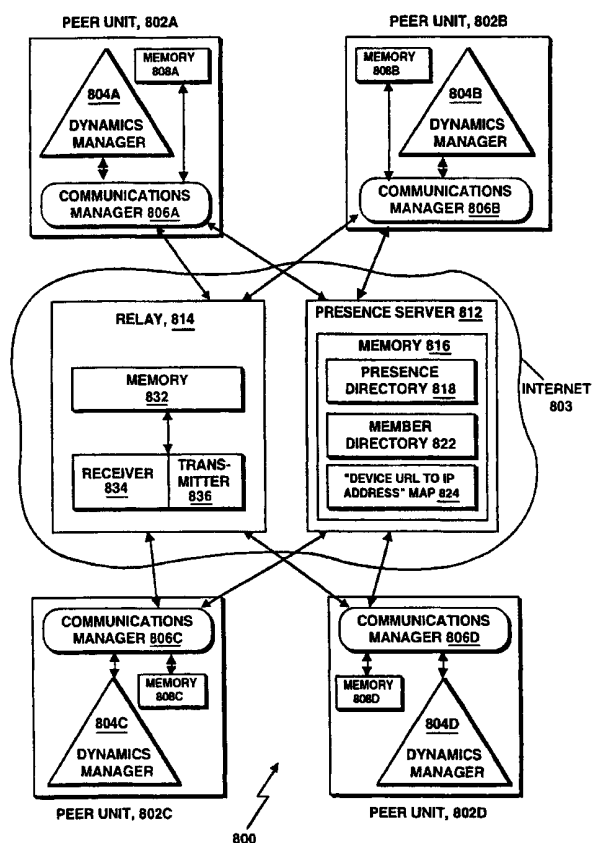 PEER UNIT, 802A
MEMORY
808A
804A
DYNAMICS
MANAGER
COMMUNICATIONS
MANAGER 806A
PEER UNIT, 802B
MEMORY
808B
804B
DYNAMICS
MANAGER
COMMUNICATIONS
MANAGER 806B
RELAY, 814
MEMORY
832
RECEIVER
834
TRANS-
MITTER
836
PRESENCE SERVER 812
MEMORY 816
PRESENCE
DIRECTORY 818
MEMBER
DIRECTORY 822
"DEVICE URL TO IP
ADDRESS" MAP 824
INTERNET
803
COMMUNICATIONS
MANAGER 806C
MEMORY
808C
804C
DYNAMICS
MANAGER
PEER UNIT, 802C
COMMUNICATIONS
MANAGER 806D
MEMORY
808D
804D
DYNAMICS
MANAGER
PEER UNIT, 802D
800